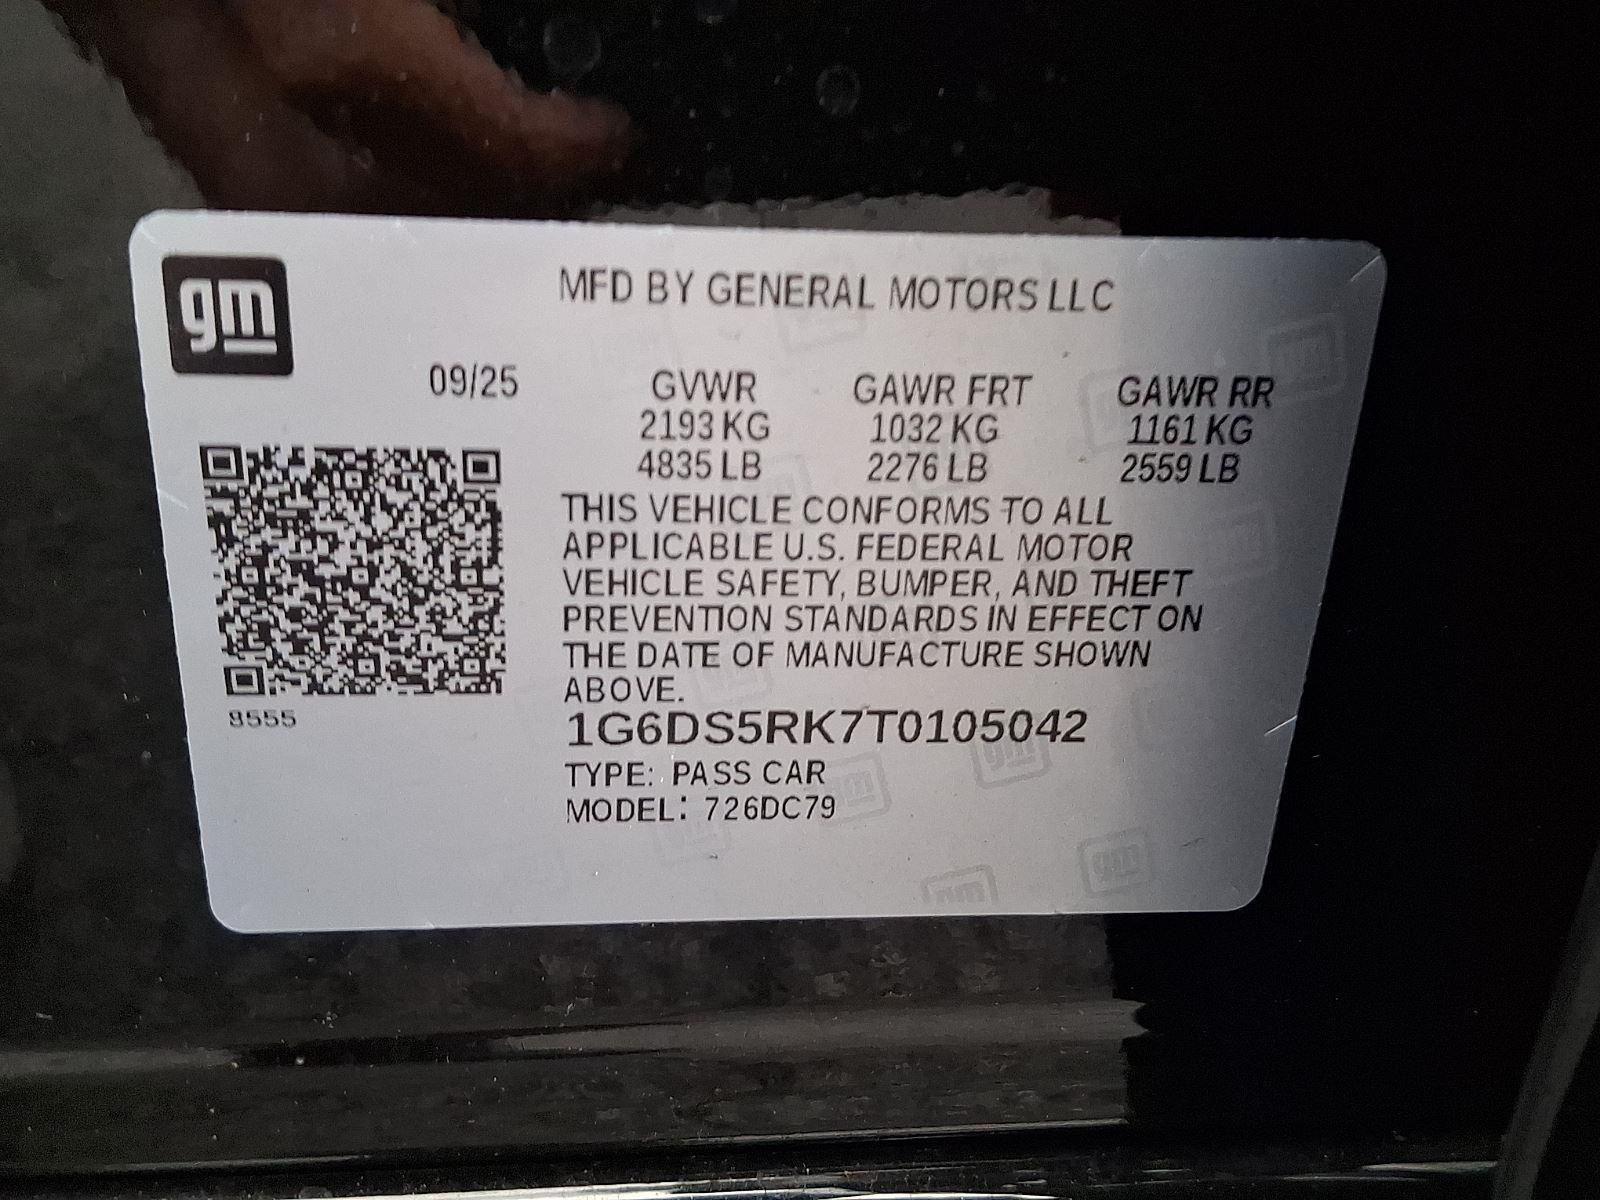 gm
MFD BY GENERAL MOTORS LLC
09/25
GVWR GAWR FRT GAWR RR
2193 KG 1032 KG 1161 KG
4835 LB 2276 LB 2559 LB
THIS VEHICLE CONFORMS TO ALL
APPLICABLE U.S. FEDERAL MOTOR
VEHICLE SAFETY, BUMPER, AND THEFT
PREVENTION STANDARDS IN EFFECT ON
THE DATE OF MANUFACTURE SHOWN
ABOVE.
8555
1G6DS5RK7T0105042
TYPE: PASS CAR
MODEL: 726DC79